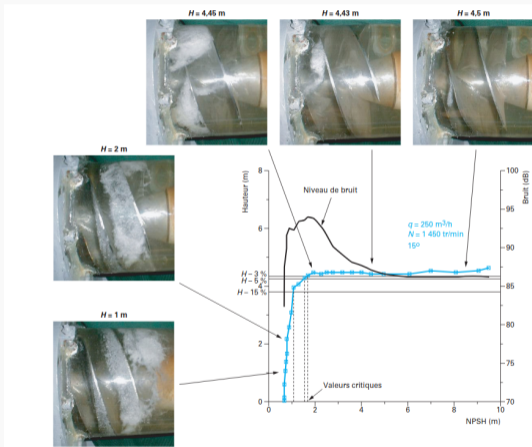 H = 4,45 m
H = 4,43 m
H = 4,5 m
H = 2 m
H = 1 m
Hauteur (m)
Bruit (dB)
8
6
4
2
0
100
95
90
85
80
75
70
Niveau de bruit
q = 250 m³/h
N = 1 450 tr/min
15º
H – 3 %
H – 5 %
H – 15 %
Valeurs critiques
0
2
4
6
8
10
NPSH (m)